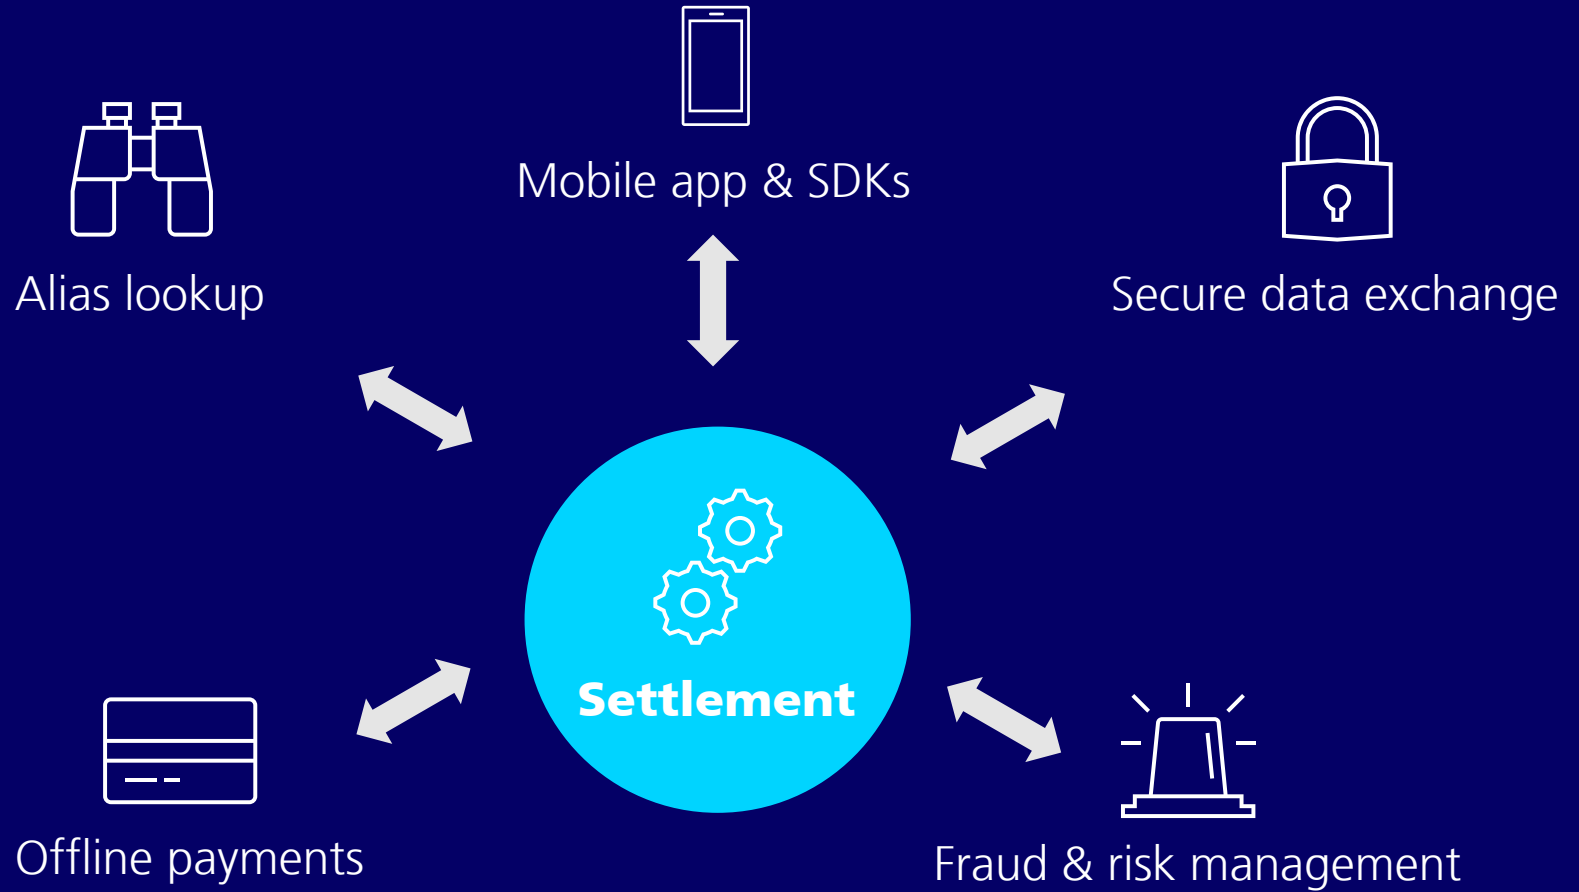 Mobile app & SDKs
Alias lookup
Secure data exchange
Settlement
Offline payments
Fraud & risk management